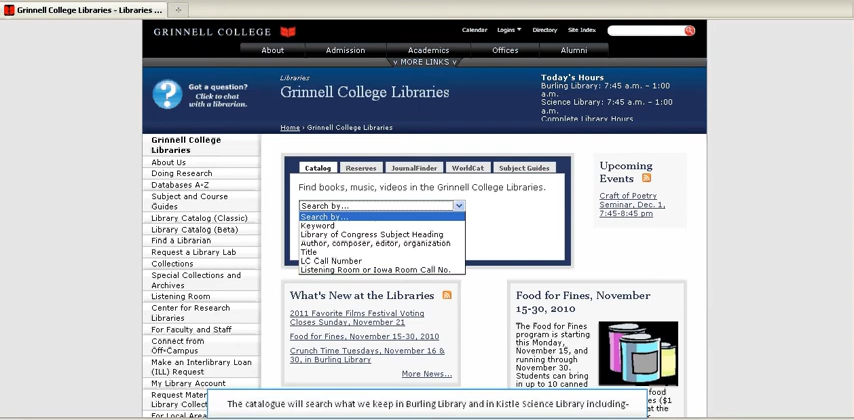 Grinnell College Libraries - Libraries ...
GRINNELL COLLEGE
Calendar Logins Directory Site Index
About Admission Academics Offices Alumni
v MORE LINKS v
Got a question?
Click to chat
with a librarian.
Libraries
Grinnell College Libraries
Today's Hours
Burling Library: 7:45 a.m. – 1:00
a.m.
Science Library: 7:45 a.m. – 1:00
a.m.
Complete Library Hours
Home › Grinnell College Libraries
Grinnell College
Libraries
About Us
Doing Research
Databases A-Z
Subject and Course
Guides
Library Catalog (Classic)
Library Catalog (Beta)
Find a Librarian
Request a Library Lab
Collections
Special Collections and
Archives
Listening Room
Center for Research
Libraries
For Faculty and Staff
Connect from
Off-Campus
Make an Interlibrary Loan
(ILL) Request
My Library Account
Request Mater
Library Collect
For Local Area
Catalog Reserves JournalFinder WorldCat Subject Guides
Find books, music, videos in the Grinnell College Libraries.
Search by...
Search by...
Keyword
Library of Congress Subject Heading
Author, composer, editor, organization
Title
LC Call Number
Listening Room or Iowa Room Call No.
Upcoming
Events
Craft of Poetry
Seminar, Dec. 1,
7:45-8:45 pm
What's New at the Libraries
2011 Favorite Films Festival Voting
Closes Sunday, November 21
Food for Fines, November 15-30, 2010
Crunch Time Tuesdays, November 16 &
30, in Burling Library
More News...
Food for Fines, November
15-30, 2010
The Food for
Fines program
is starting
this Monday,
November 15, and
running through
November 30.
Students can
bring in up to 10 canned
food
($1
at the
The catalogue will search what we keep in Burling Library and in Kistle Science Library including-